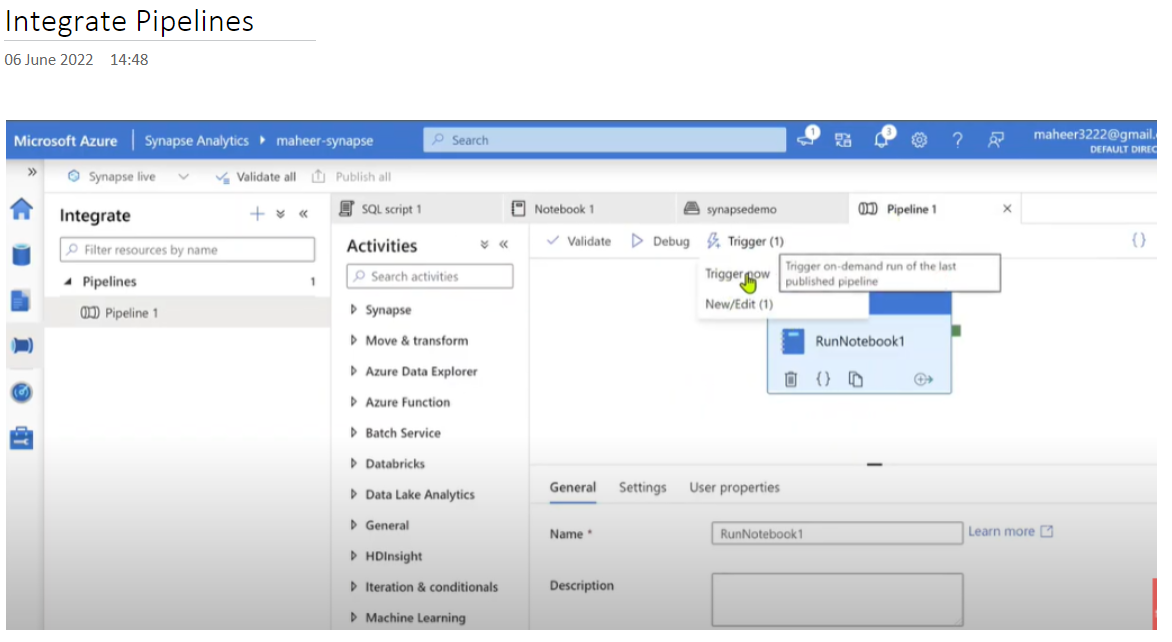 Integrate Pipelines
06 June 2022 14:48
Microsoft Azure Synapse Analytics maheer-synapse Search 1 3 maheer3222@gmail.
DEFAULT DIREC
Synapse live Validate all Publish all
Integrate
Filter resources by name
Pipelines 1
Pipeline 1
SQL script 1 Notebook 1 synapsedemo Pipeline 1
Activities
Search activities
Synapse
Move & transform
Azure Data Explorer
Azure Function
Batch Service
Databricks
Data Lake Analytics
General
HDInsight
Iteration & conditionals
Machine Learning
Validate Debug Trigger (1) {}
Trigger now
New/Edit (1)
Trigger on-demand run of the last
published pipeline
RunNotebook1
{}
General Settings User properties
Name * RunNotebook1 Learn more
Description